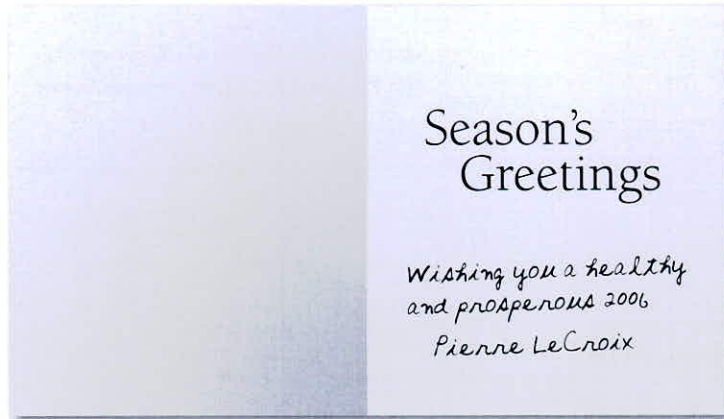 Season's
Greetings
Wishing you a healthy
and prosperous 2006
Pierre LeCroix